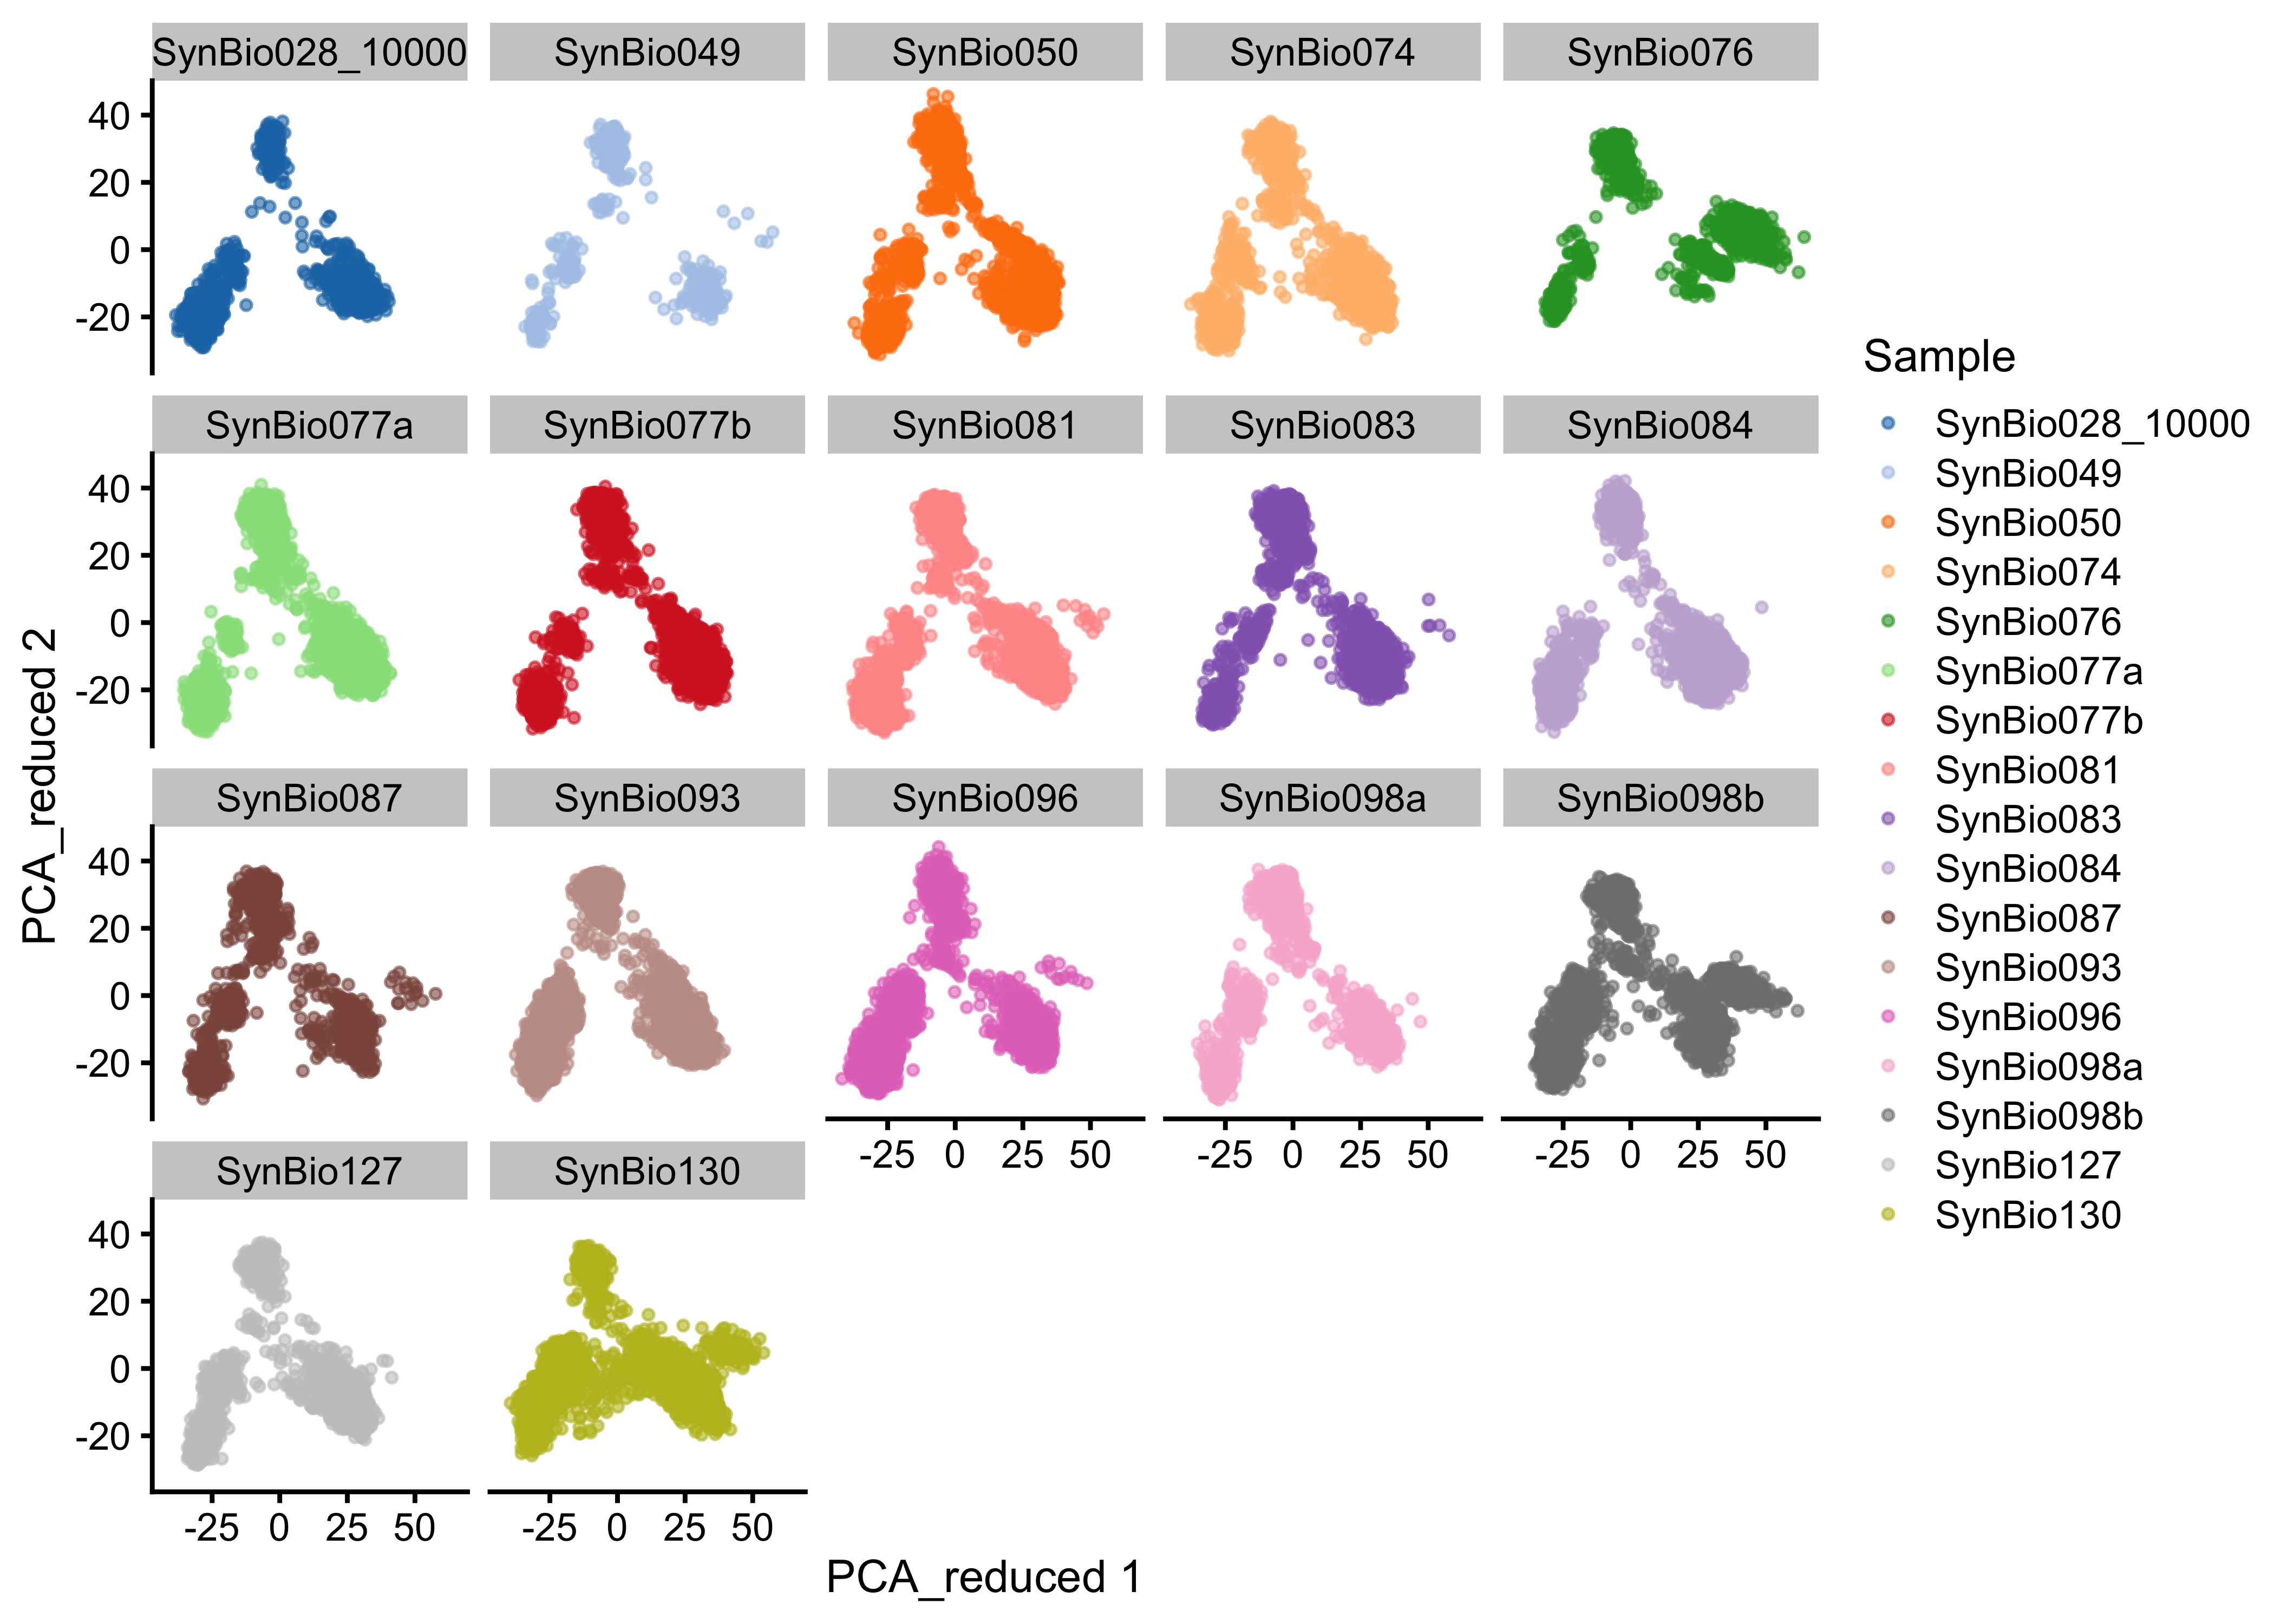 SynBio028_10000 SynBio049 SynBio050 SynBio074 SynBio076
40
20
0
-20
SynBio077a SynBio077b SynBio081 SynBio083 SynBio084
40
20
0
-20
SynBio087 SynBio093 SynBio096 SynBio098a SynBio098b
40
20
0
-20
-25 0 25 50 -25 0 25 50 -25 0 25 50
SynBio127 SynBio130
40
20
0
-20
-25 0 25 50 -25 0 25 50
PCA_reduced 1
PCA_reduced 2
Sample
SynBio028_10000
SynBio049
SynBio050
SynBio074
SynBio076
SynBio077a
SynBio077b
SynBio081
SynBio083
SynBio084
SynBio087
SynBio093
SynBio096
SynBio098a
SynBio098b
SynBio127
SynBio130